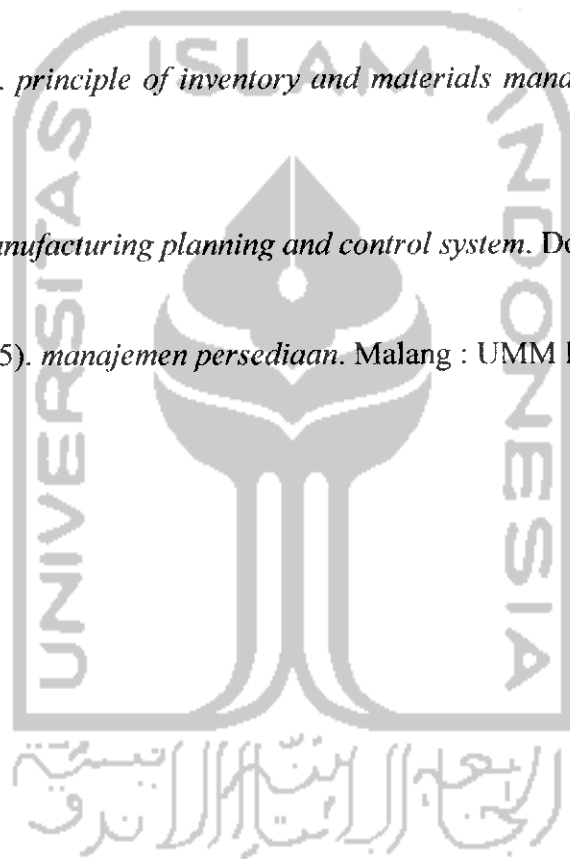 UNIVERSITAS
ISLAM
INDONESIA
. principle of inventory and materials mana
nufacturing planning and control system. Do
5). manajemen persediaan. Malang : UMM